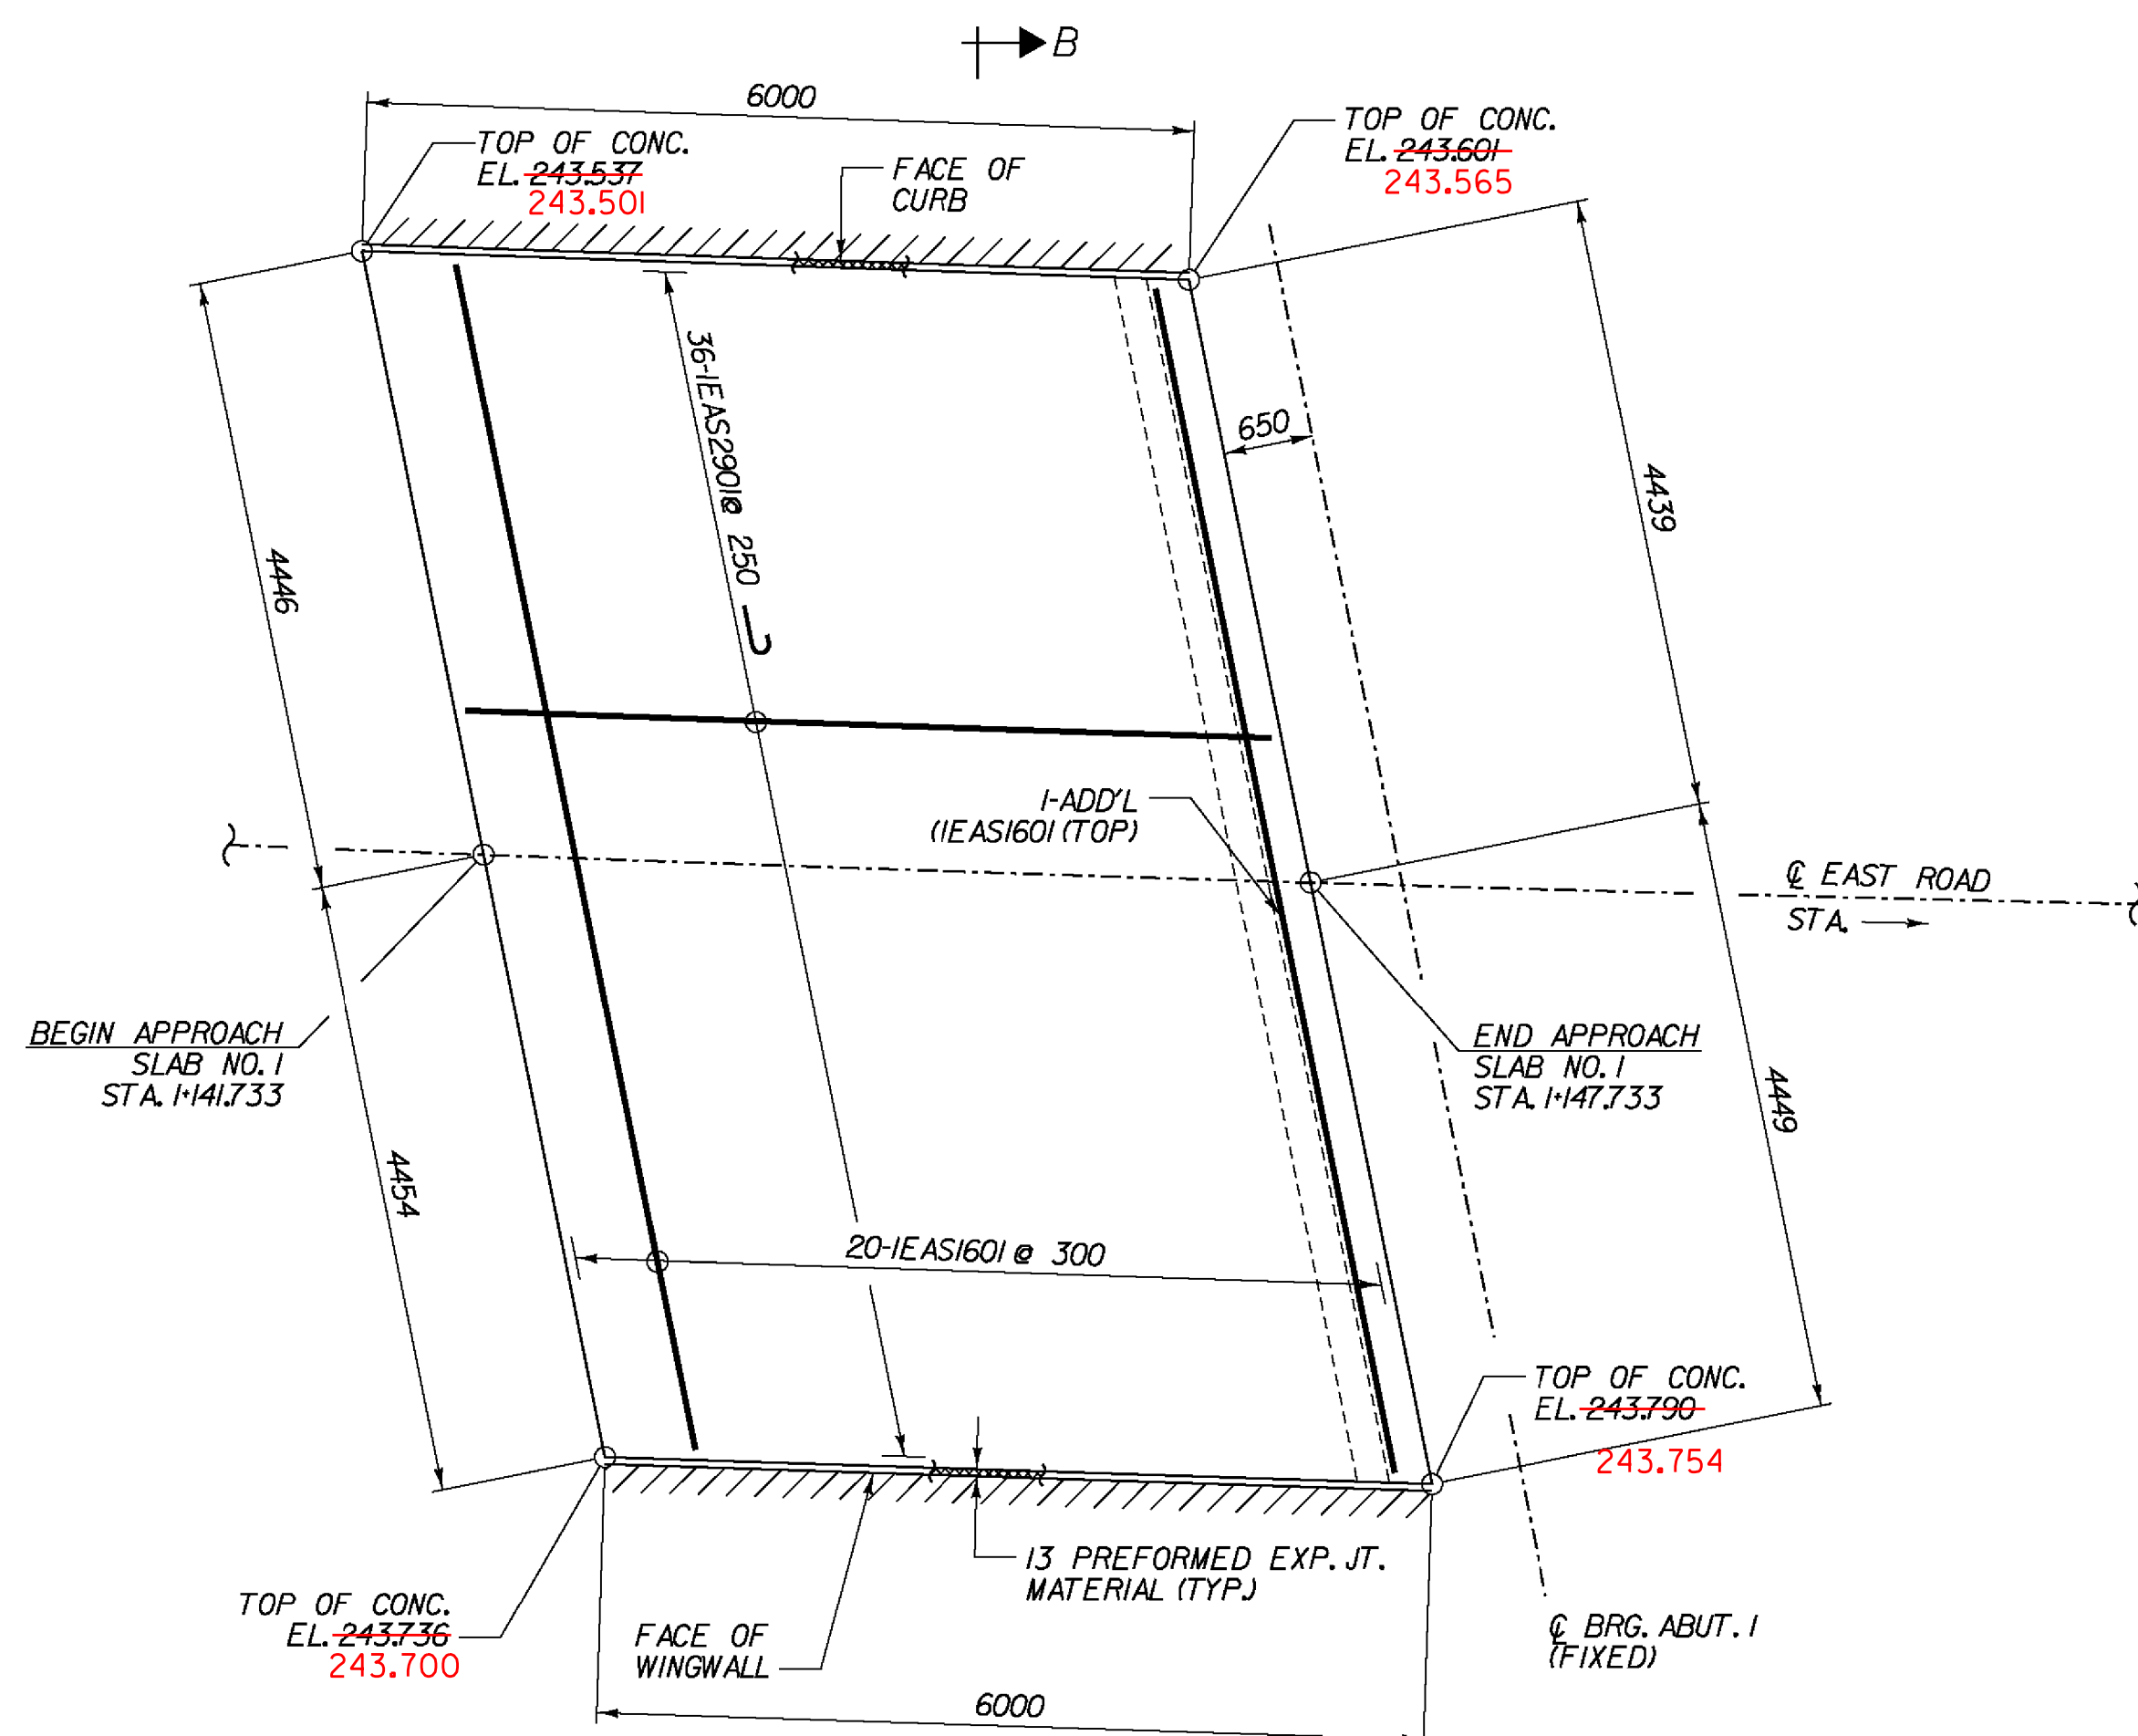 B
6000
TOP OF CONC.
EL. 243.537
243.501
FACE OF
CURB
TOP OF CONC.
EL. 243.601
243.565
36-1EAS2901@ 250
650
4439
4446
1-ADD'L
(1EAS1601 (TOP)
℄ EAST ROAD
STA.
BEGIN APPROACH
SLAB NO. 1
STA. 1+141.733
END APPROACH
SLAB NO. 1
STA. 1+147.733
4449
4454
20-1EAS1601 @ 300
TOP OF CONC.
EL. 243.790
243.754
13 PREFORMED EXP. JT.
MATERIAL (TYP.)
TOP OF CONC.
EL. 243.736
243.700
FACE OF
WINGWALL
℄ BRG. ABUT. 1
(FIXED)
6000